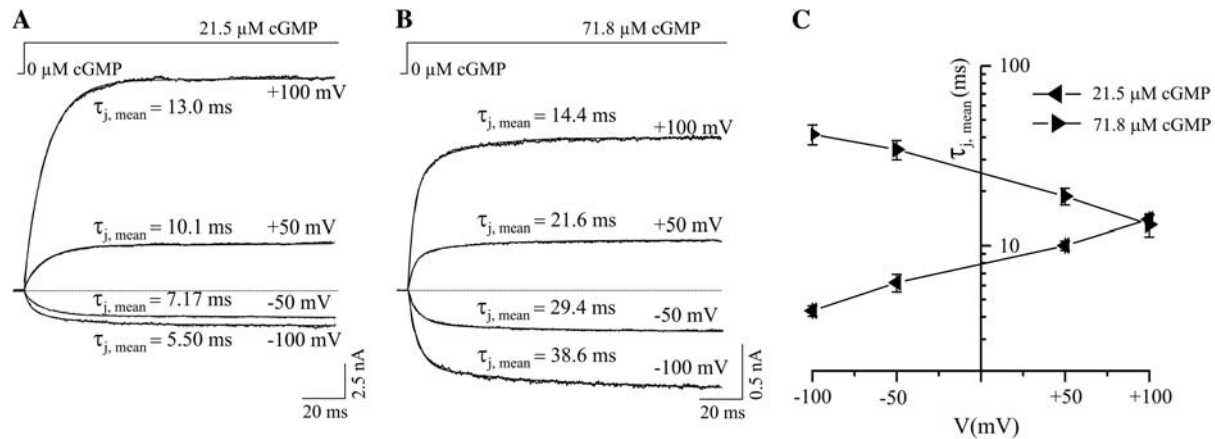 A
21.5 µM cGMP
0 µM cGMP
+100 mV
τj, mean = 13.0 ms
τj, mean = 10.1 ms
+50 mV
τj, mean = 7.17 ms
-50 mV
τj, mean = 5.50 ms
-100 mV
2.5 nA
20 ms
B
71.8 µM cGMP
0 µM cGMP
τj, mean = 14.4 ms
+100 mV
τj, mean = 21.6 ms
+50 mV
τj, mean = 29.4 ms
-50 mV
τj, mean = 38.6 ms
-100 mV
0.5 nA
20 ms
C
100
τj, mean (ms)
21.5 µM cGMP
71.8 µM cGMP
10
-100 -50 +50 +100
V(mV)